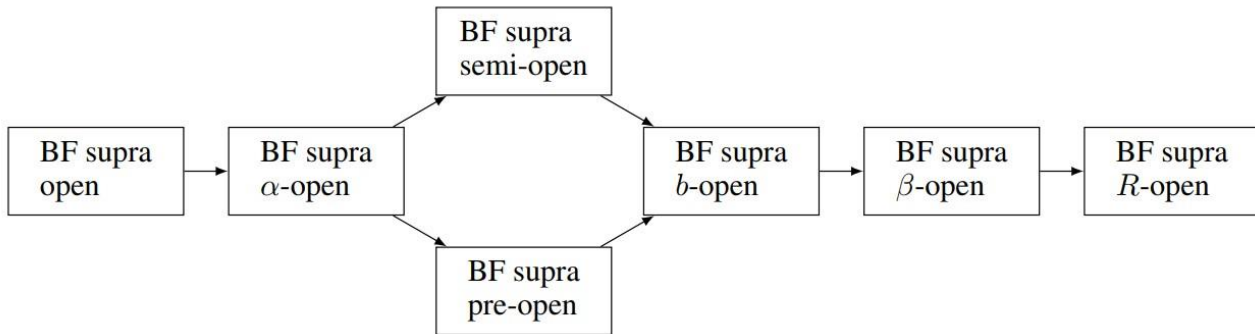 BF supra
open
BF supra
α-open
BF supra
semi-open
BF supra
pre-open
BF supra
b-open
BF supra
β-open
BF supra
R-open